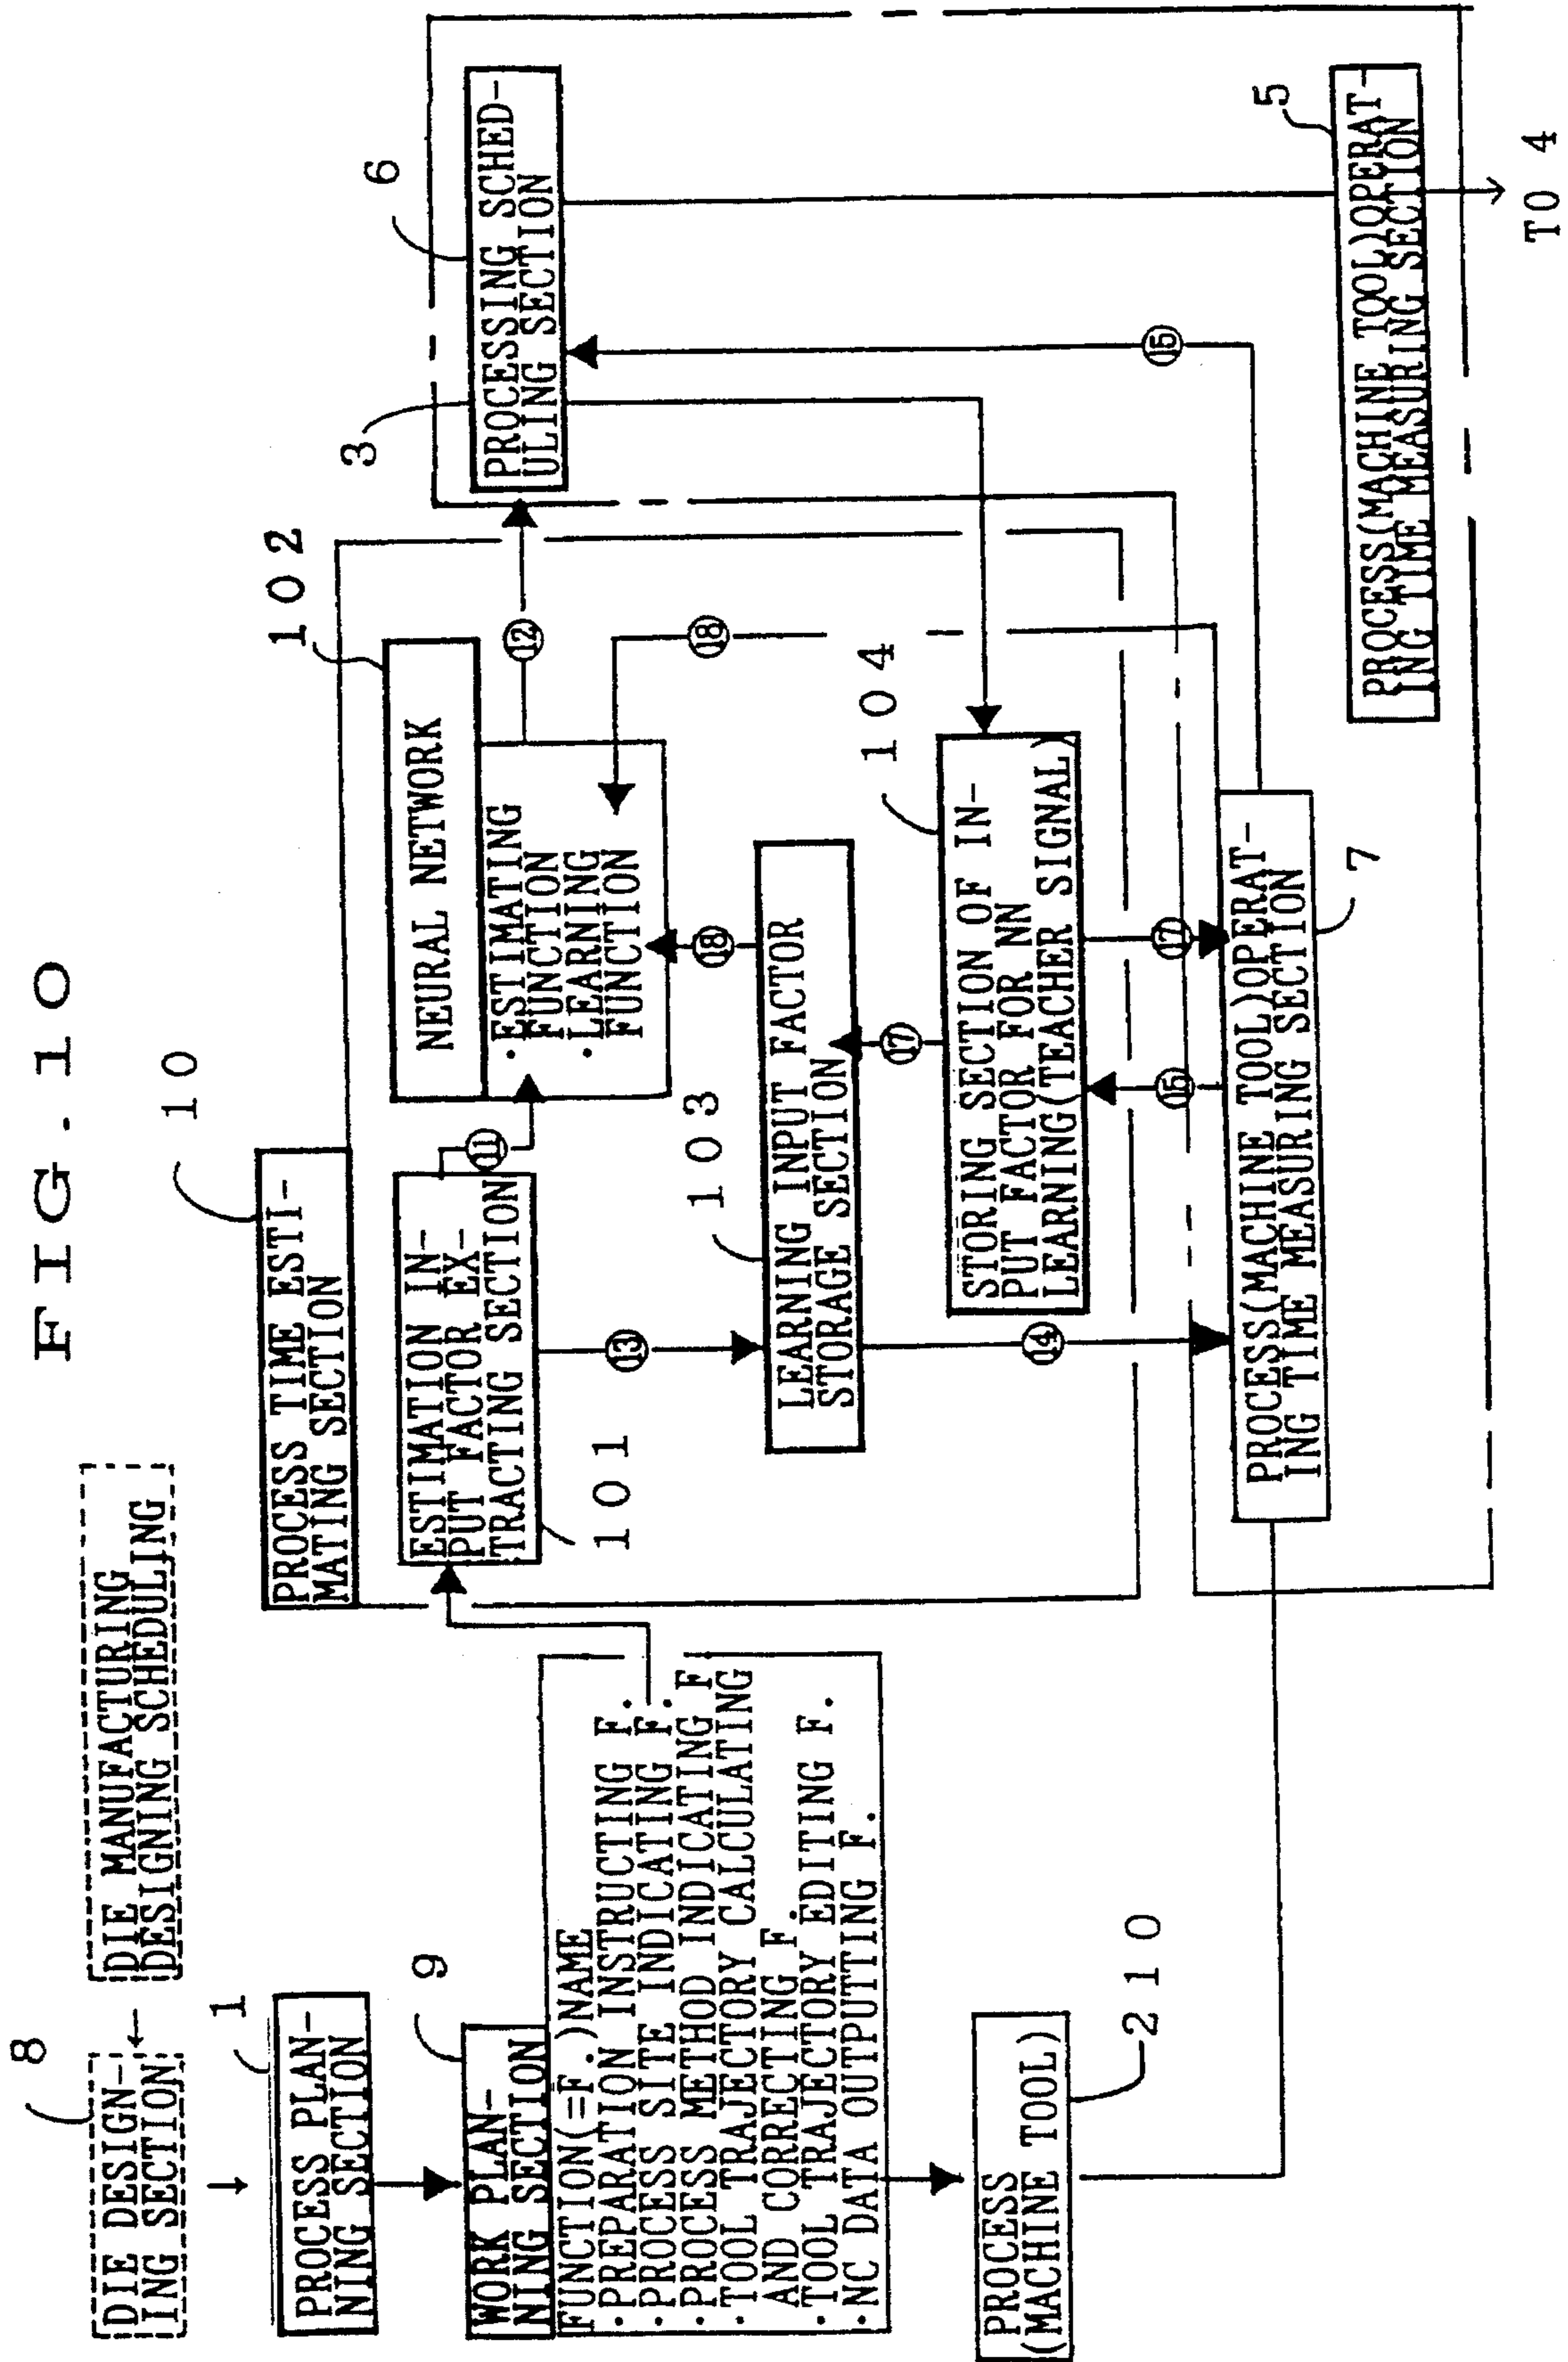 FIG. 10
8
DIE DESIGN-
ING SECTION
DIE MANUFACTURING
DESIGNING SCHEDULING
1
PROCESS PLAN-
NING SECTION
9
WORK PLAN-
NING SECTION
FUNCTION(=F.)NAME
· PREPARATION INSTRUCTING F.
· PROCESS SITE INDICATING F.
· PROCESS METHOD INDICATING F
· TOOL TRAJECTORY CALCULATING
AND CORRECTING F.
· TOOL TRAJECTORY EDITING F.
· NC DATA OUTPUTTING F.
PROCESS
(MACHINE TOOL)
210
10
PROCESS TIME ESTI-
MATING SECTION
ESTIMATION IN-
PUT FACTOR EX-
TRACTING SECTION
101
11
13
102
NEURAL NETWORK
· ESTIMATING
FUNCTION
· LEARNING
FUNCTION
12
18
18
103
LEARNING INPUT FACTOR
STORAGE SECTION
17
14
104
STORING SECTION OF IN-
PUT FACTOR FOR NN
LEARNING(TEACHER SIGNAL)
15
17
PROCESS(MACHINE TOOL)OPERAT-
ING TIME MEASURING SECTION
7
3
6
PROCESSING SCHED-
ULING SECTION
15
5
PROCESS(MACHINE TOOL)OPERAT-
ING TIME MEASURING SECTION
TO 4